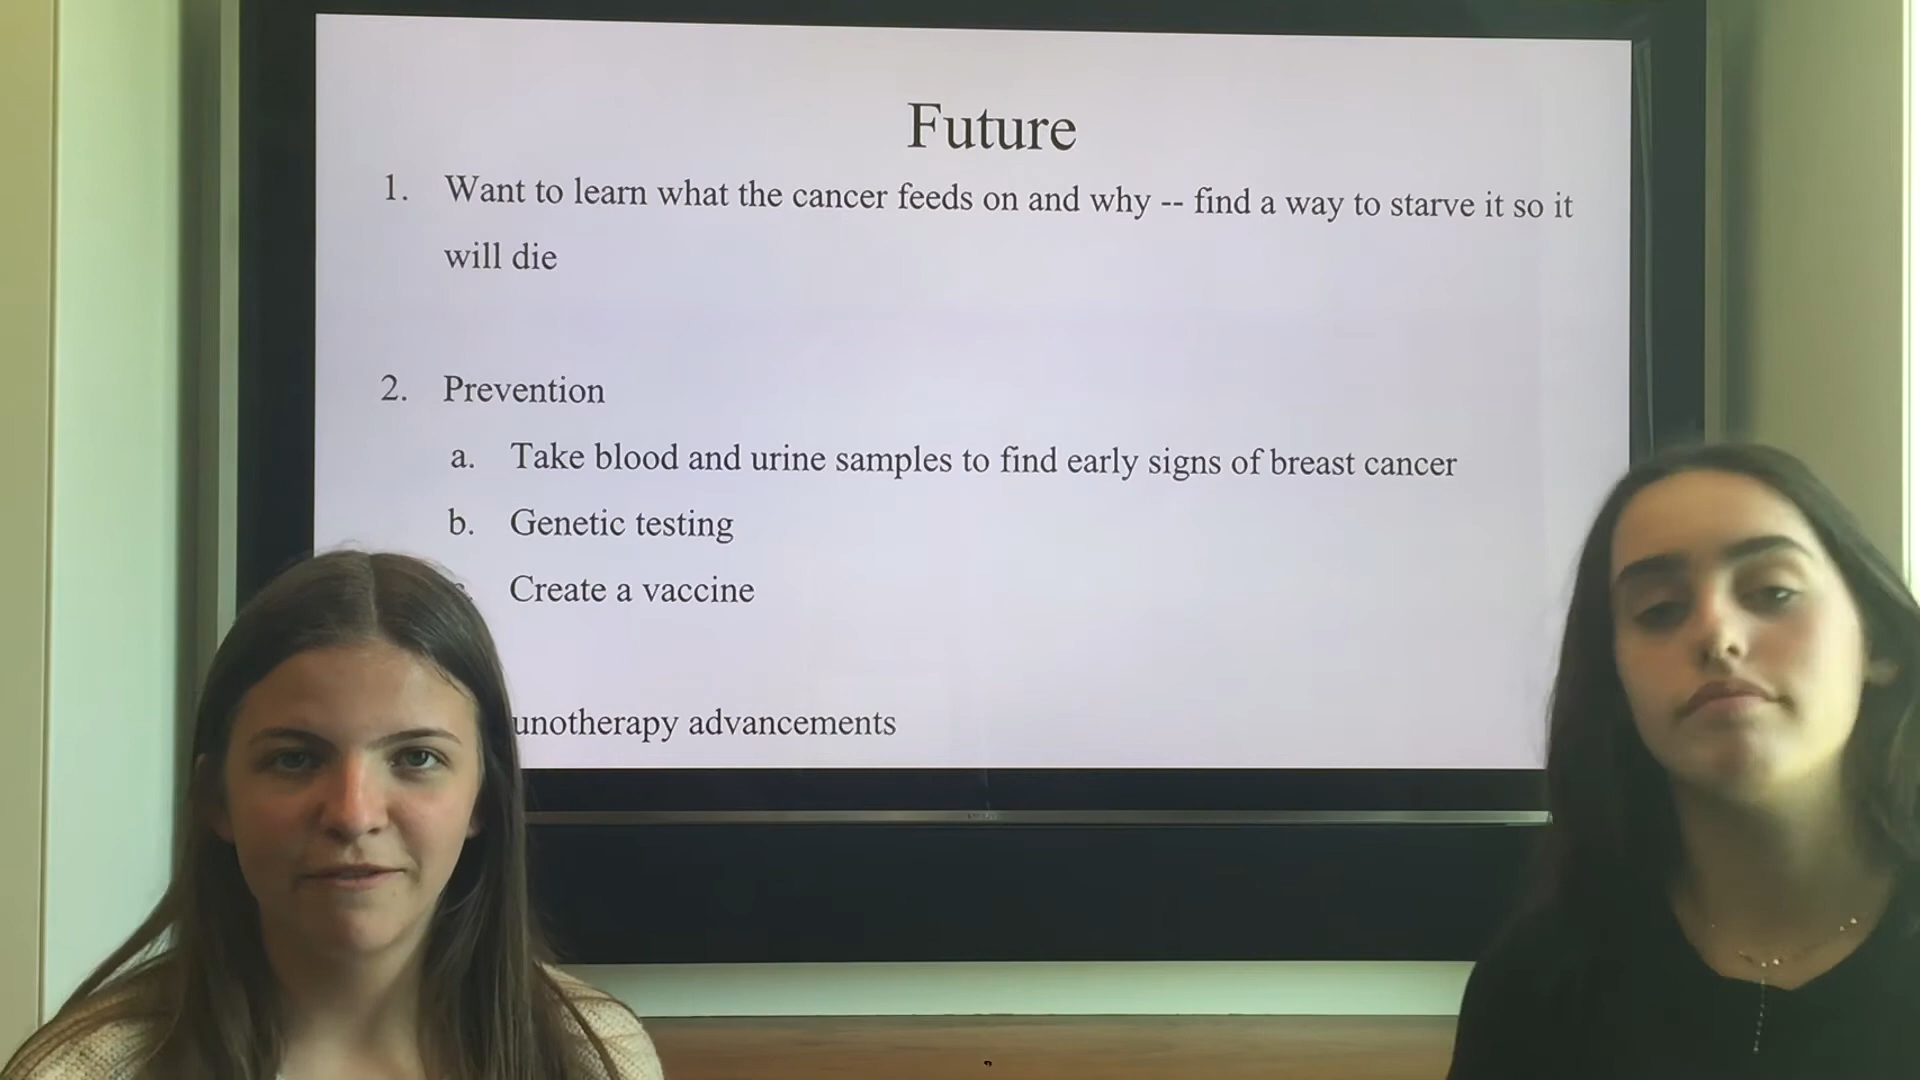 Future
1. Want to learn what the cancer feeds on and why -- find a way to starve it so it
will die
2. Prevention
a. Take blood and urine samples to find early signs of breast cancer
b. Genetic testing
Create a vaccine
unotherapy advancements